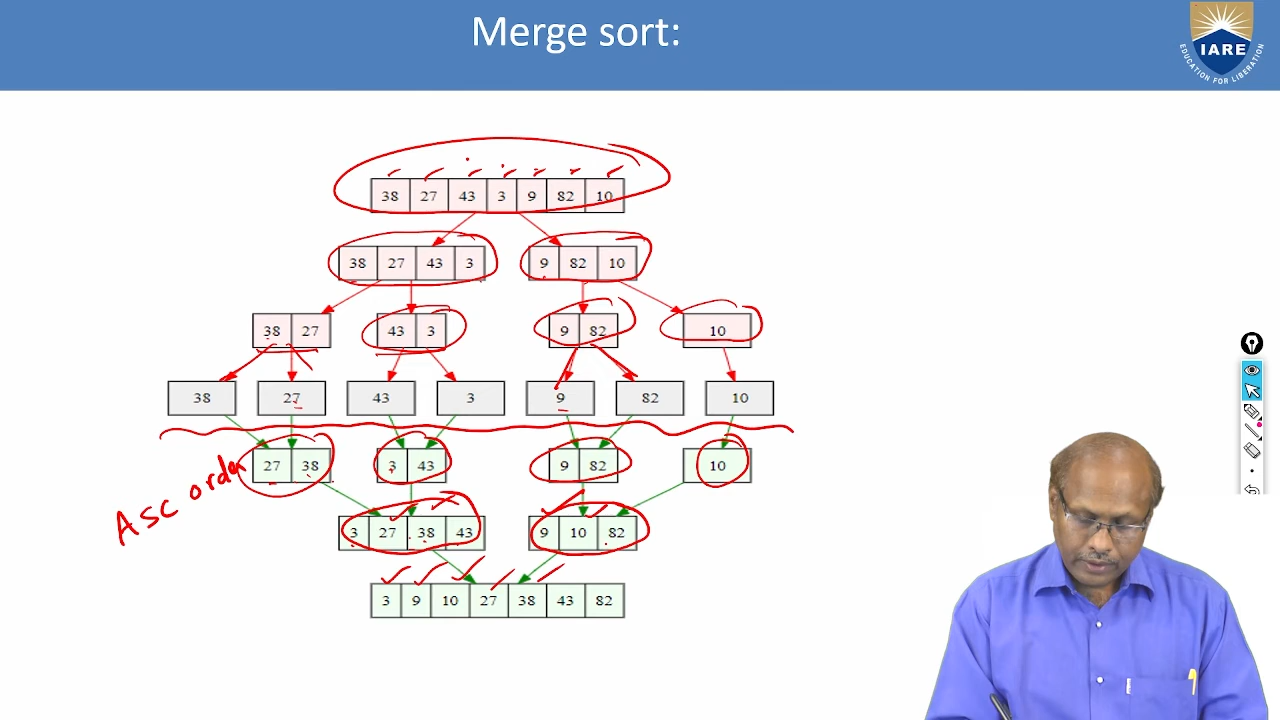 Merge sort:
IARE
EDUCATION FOR LIBERATION
38 27 43 3 9 82 10
38 27 43 3 9 82 10
38 27 43 3 9 82 10
38 27 43 3 9 82 10
27 38 3 43 9 82 10
Asc order
3 27 38 43 9 10 82
3 9 10 27 38 43 82